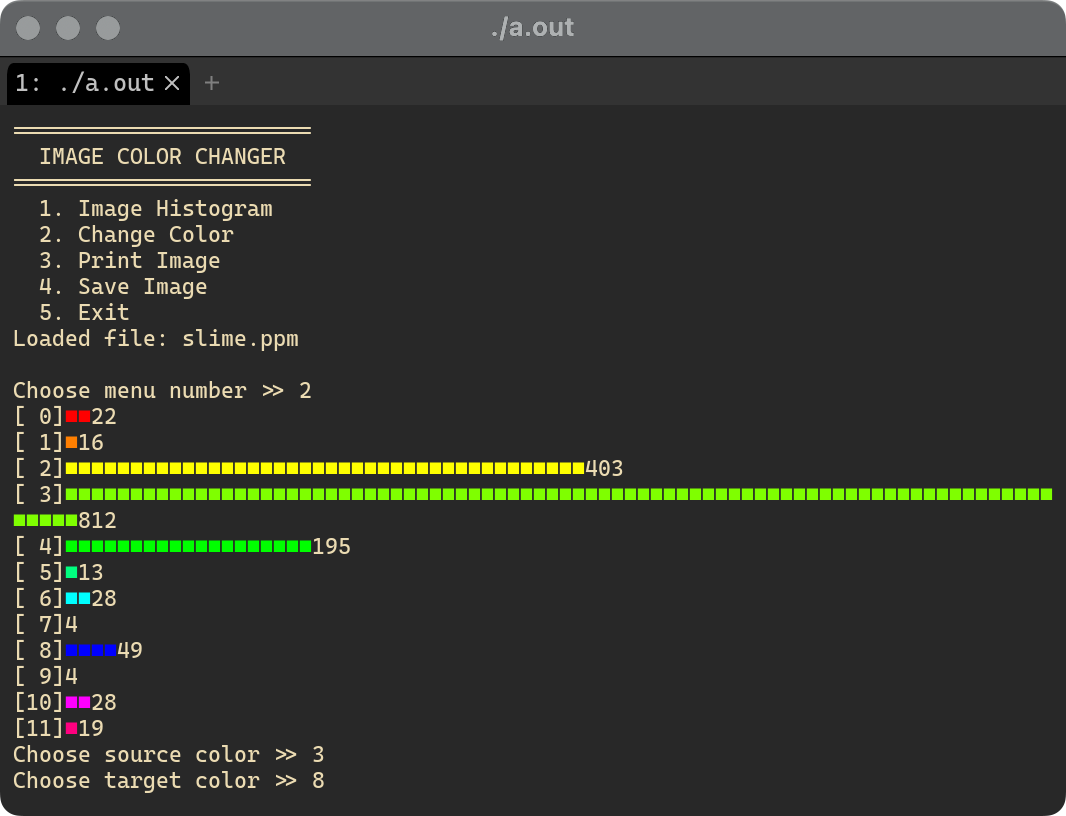 ./a.out
1: ./a.out × +
IMAGE COLOR CHANGER
1. Image Histogram
2. Change Color
3. Print Image
4. Save Image
5. Exit
Loaded file: slime.ppm
Choose menu number >> 2
[ 0]■■22
[ 1]■16
[ 2]■■■■■■■■■■■■■■■■■■■■■■■■■■■■■■■■■■■■■■■■403
[ 3]■■■■■■■■■■■■■■■■■■■■■■■■■■■■■■■■■■■■■■■■■■■■■■■■■■■■■■■■■■■■■■■■■■■■■■■■■■■■
■■■■■812
[ 4]■■■■■■■■■■■■■■■■■■■195
[ 5]■13
[ 6]■■28
[ 7]4
[ 8]■■■■49
[ 9]4
[10]■■28
[11]■19
Choose source color >> 3
Choose target color >> 8